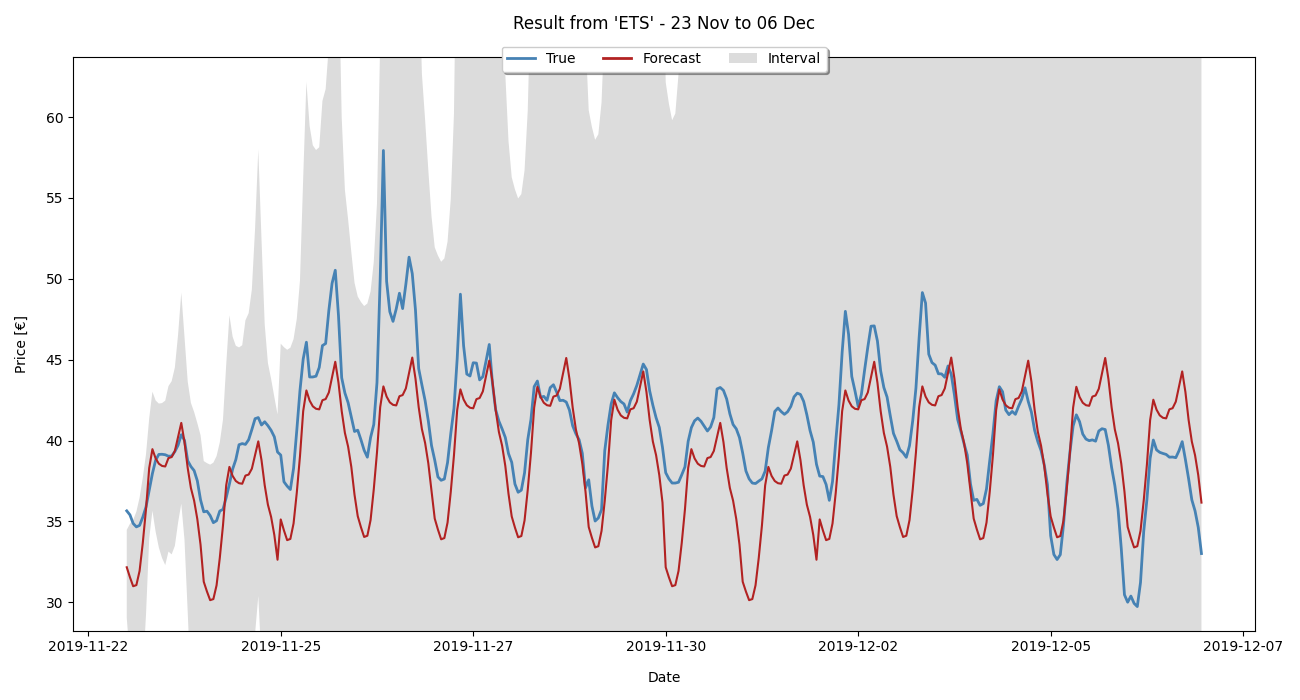 Result from 'ETS' - 23 Nov to 06 Dec
True Forecast Interval
60
55
50
45
40
35
30
Price [€]
2019-11-22 2019-11-25 2019-11-27 2019-11-30 2019-12-02 2019-12-05 2019-12-07
Date